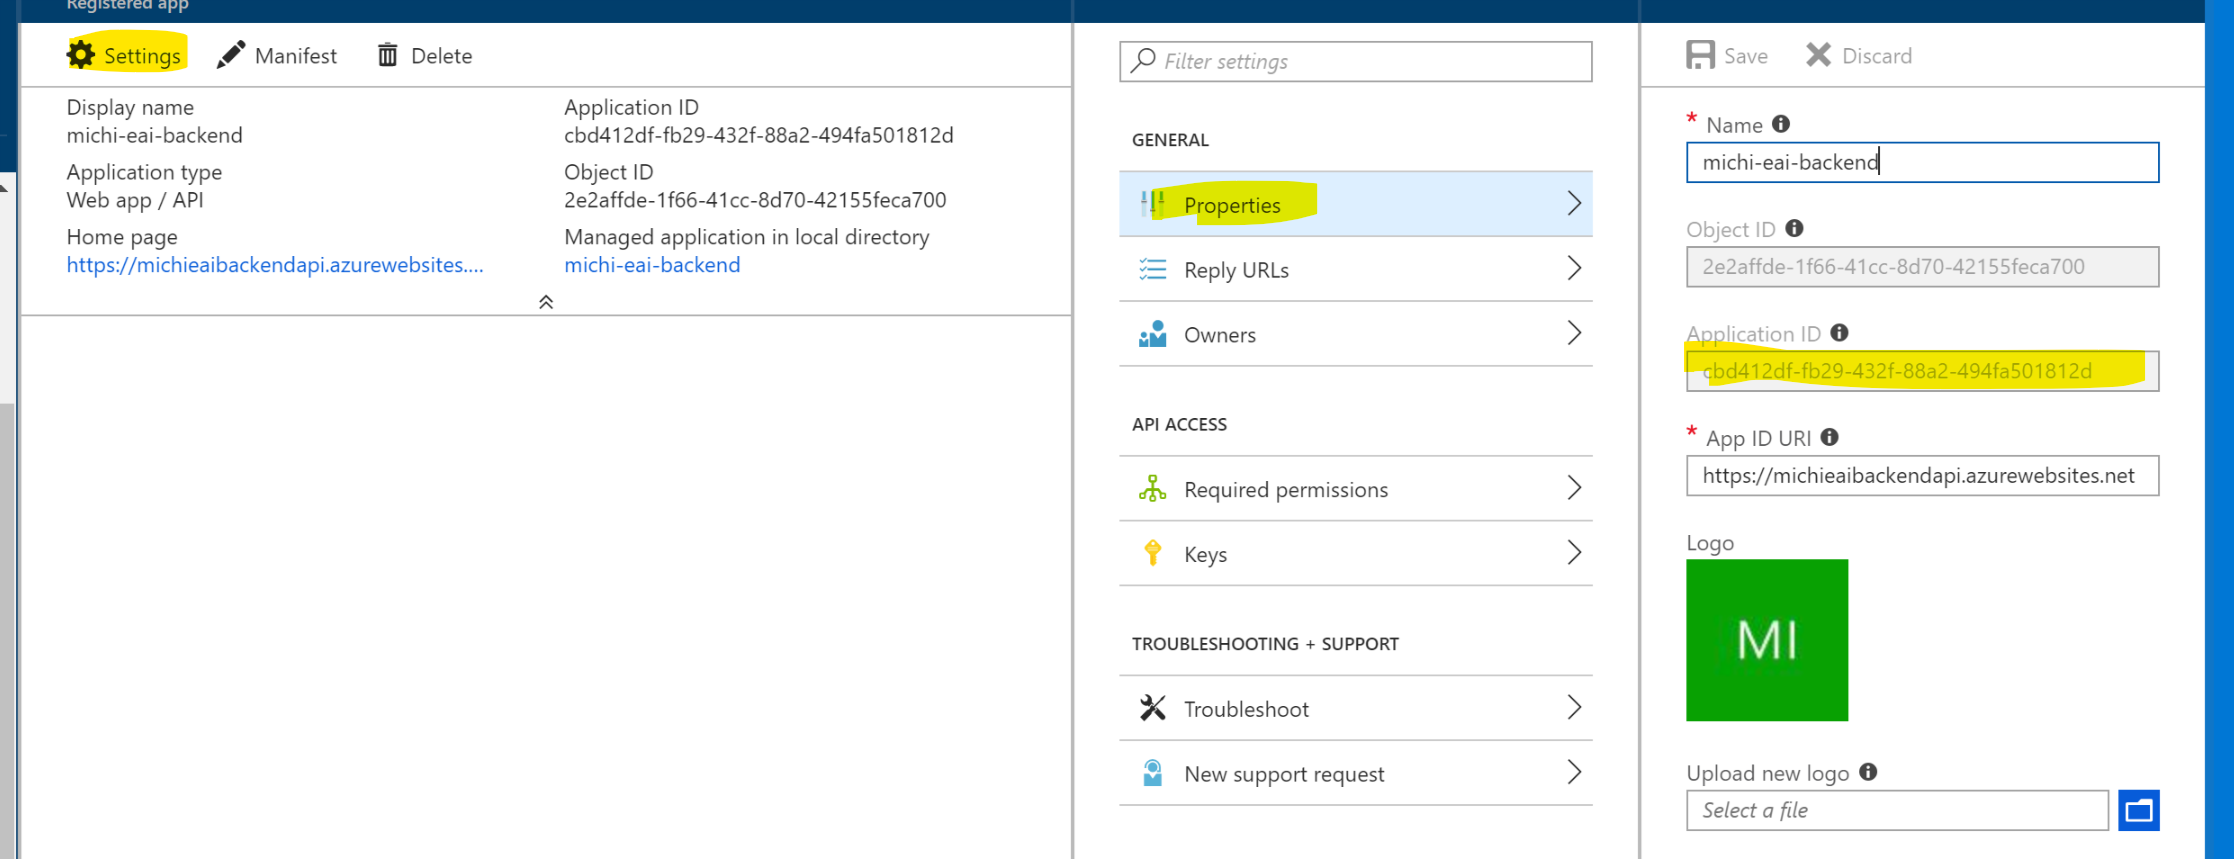 Registered app
Settings
Manifest
Delete
Display name
michi-eai-backend
Application type
Web app / API
Home page
https://michieaibackendapi.azurewebsites....
Application ID
cbd412df-fb29-432f-88a2-494fa501812d
Object ID
2e2affde-1f66-41cc-8d70-42155feca700
Managed application in local directory
michi-eai-backend
Filter settings
GENERAL
Properties
Reply URLs
Owners
API ACCESS
Required permissions
Keys
TROUBLESHOOTING + SUPPORT
Troubleshoot
New support request
Save
Discard
* Name
michi-eai-backend
Object ID
2e2affde-1f66-41cc-8d70-42155feca700
Application ID
cbd412df-fb29-432f-88a2-494fa501812d
* App ID URI
https://michieaibackendapi.azurewebsites.net
Logo
MI
Upload new logo
Select a file